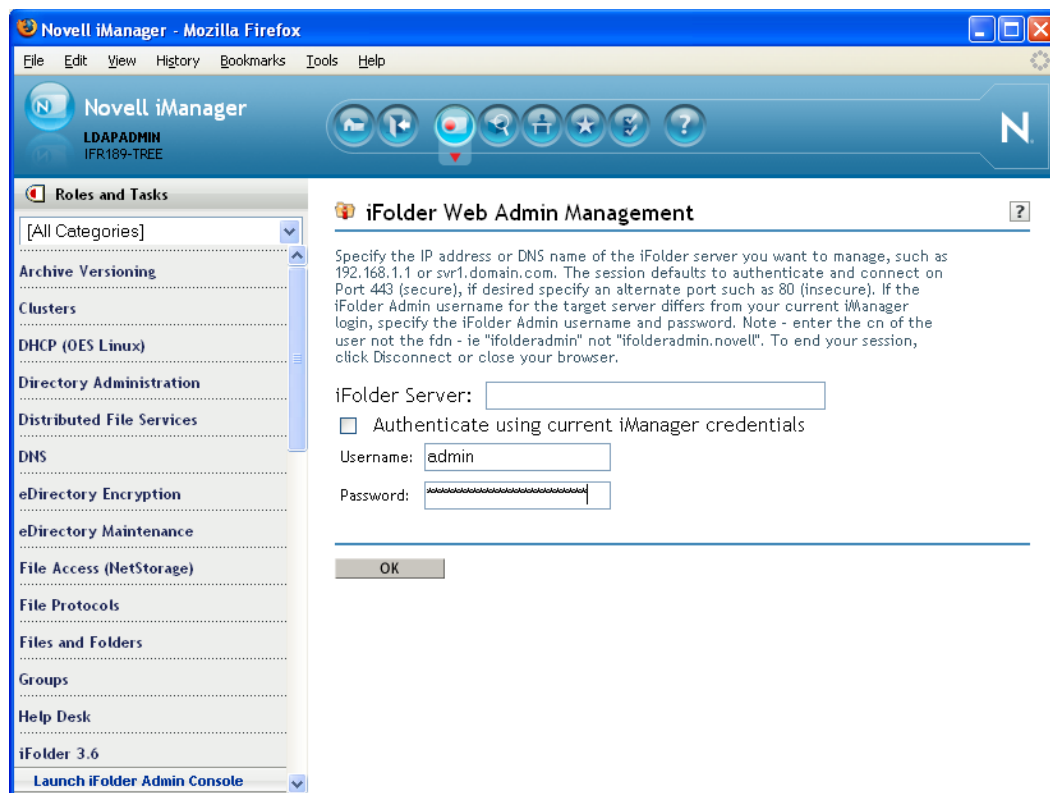 Novell iManager - Mozilla Firefox
File Edit View History Bookmarks Tools Help
Novell iManager
LDAPADMIN
IFR189-TREE
N
N
?
Roles and Tasks
[All Categories]
Archive Versioning
Clusters
DHCP (OES Linux)
Directory Administration
Distributed File Services
DNS
eDirectory Encryption
eDirectory Maintenance
File Access (NetStorage)
File Protocols
Files and Folders
Groups
Help Desk
iFolder 3.6
Launch iFolder Admin Console
iFolder Web Admin Management
?
Specify the IP address or DNS name of the iFolder server you want to manage, such as
192.168.1.1 or svr1.domain.com. The session defaults to authenticate and connect on
Port 443 (secure), if desired specify an alternate port such as 80 (insecure). If the
iFolder Admin username for the target server differs from your current iManager
login, specify the iFolder Admin username and password. Note - enter the cn of the
user not the fdn - ie "ifolderadmin" not "ifolderadmin.novell". To end your session,
click Disconnect or close your browser.
iFolder Server:
Authenticate using current iManager credentials
Username: admin
Password:
OK